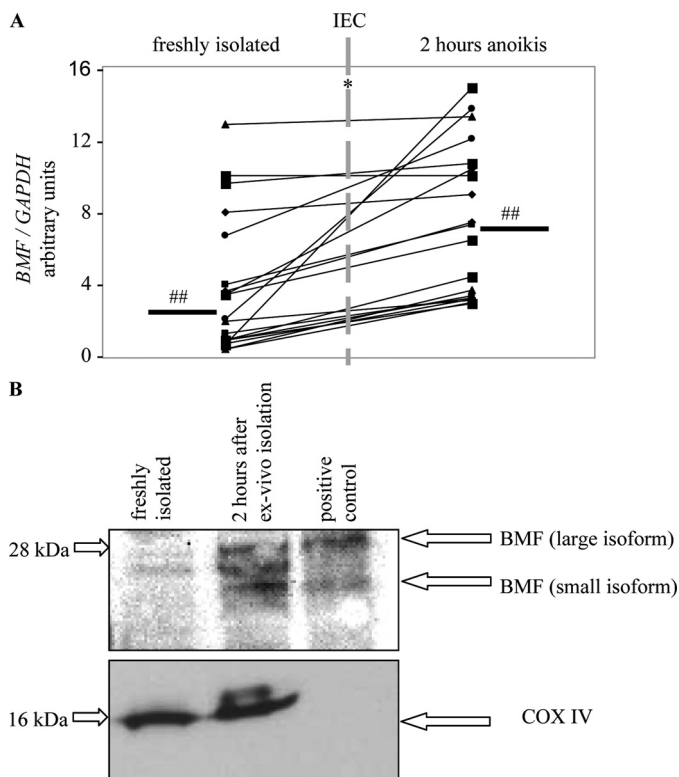 A
IEC
freshly isolated
2 hours anoikis
16
*
12
8
4
0
BMF / GAPDH
arbitrary units
##
##
B
freshly
isolated
2 hours after
ex-vivo isolation
positive
control
28 kDa
BMF (large isoform)
BMF (small isoform)
16 kDa
COX IV